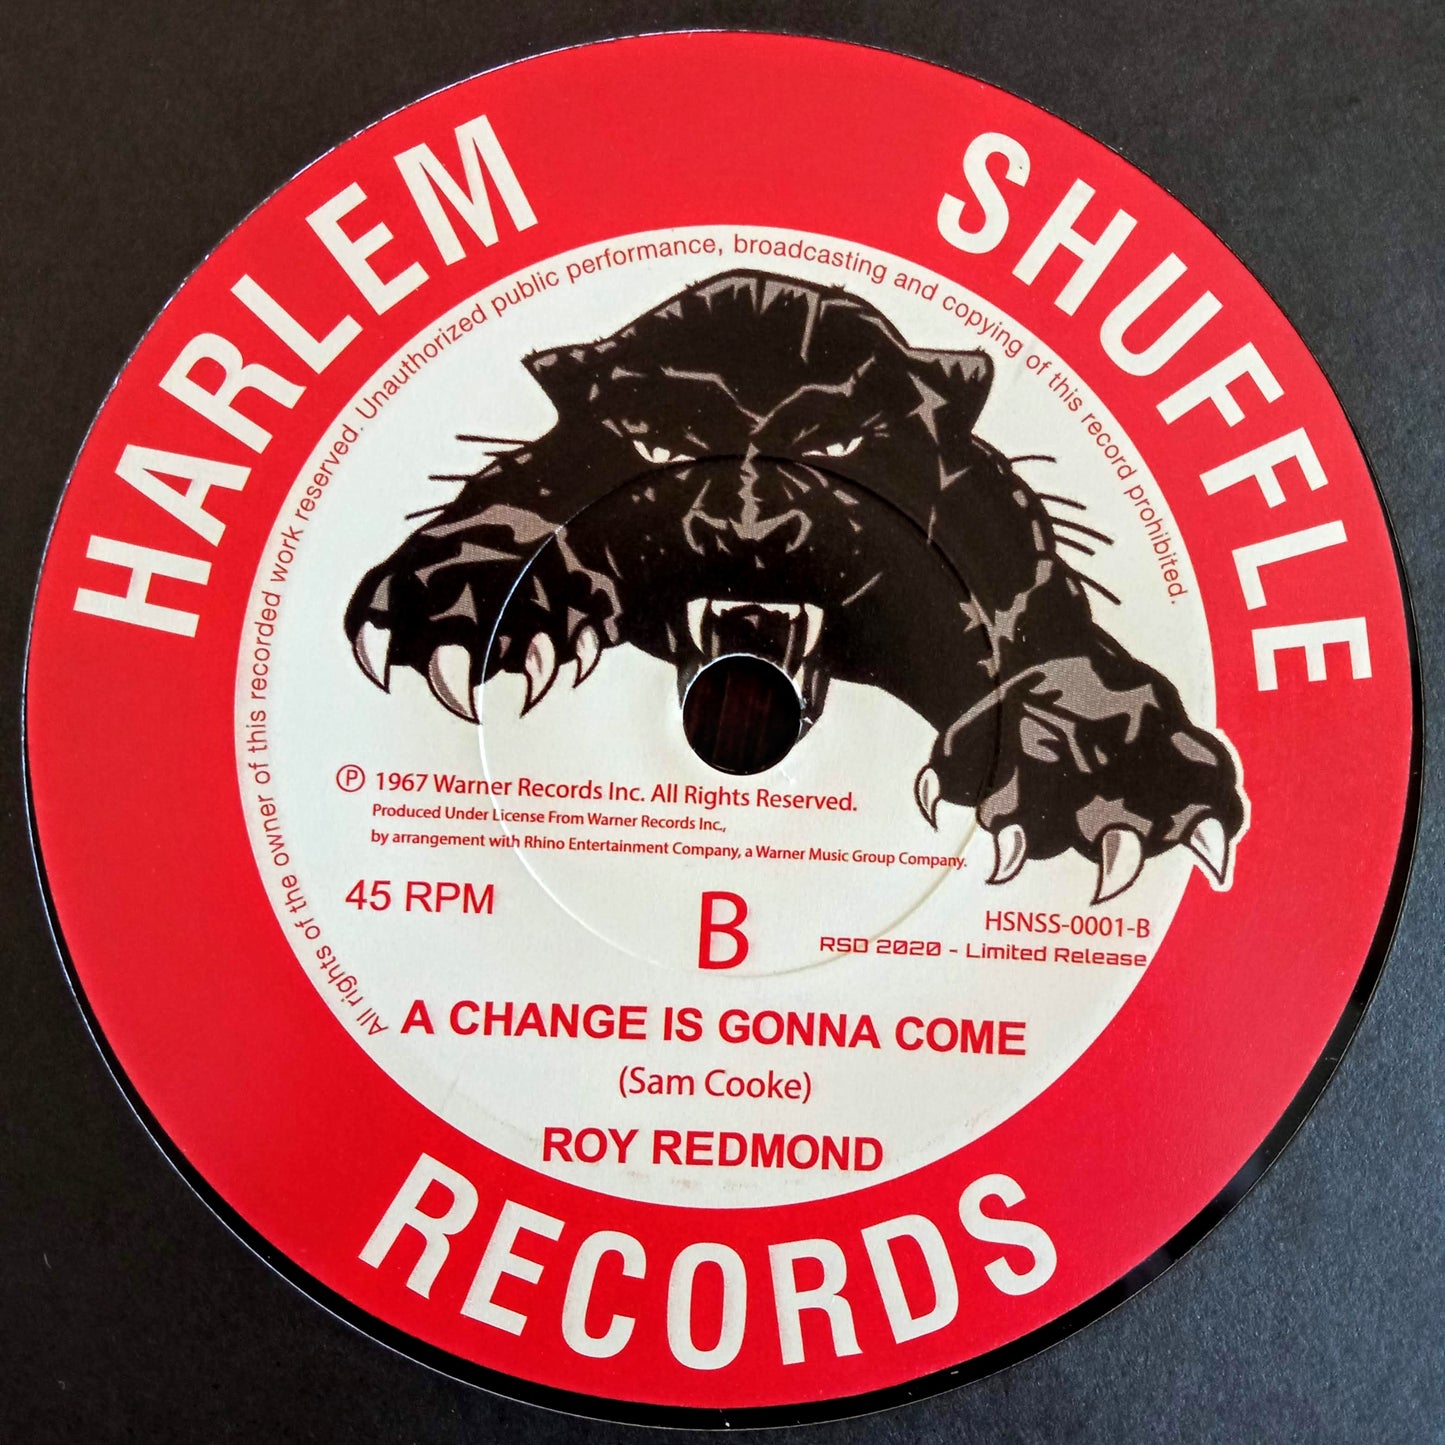 HARLEM SHUFFLE
All rights of the owner of this recorded work reserved. Unauthorized public performance, broadcasting and copying of this record prohibited.
Ⓟ 1967 Warner Records Inc. All Rights Reserved.
Produced Under License From Warner Records Inc.,
by arrangement with Rhino Entertainment Company, a Warner Music Group Company.
45 RPM
B
HSNSS-0001-B
RSD 2020 - Limited Release
A CHANGE IS GONNA COME
(Sam Cooke)
ROY REDMOND
RECORDS